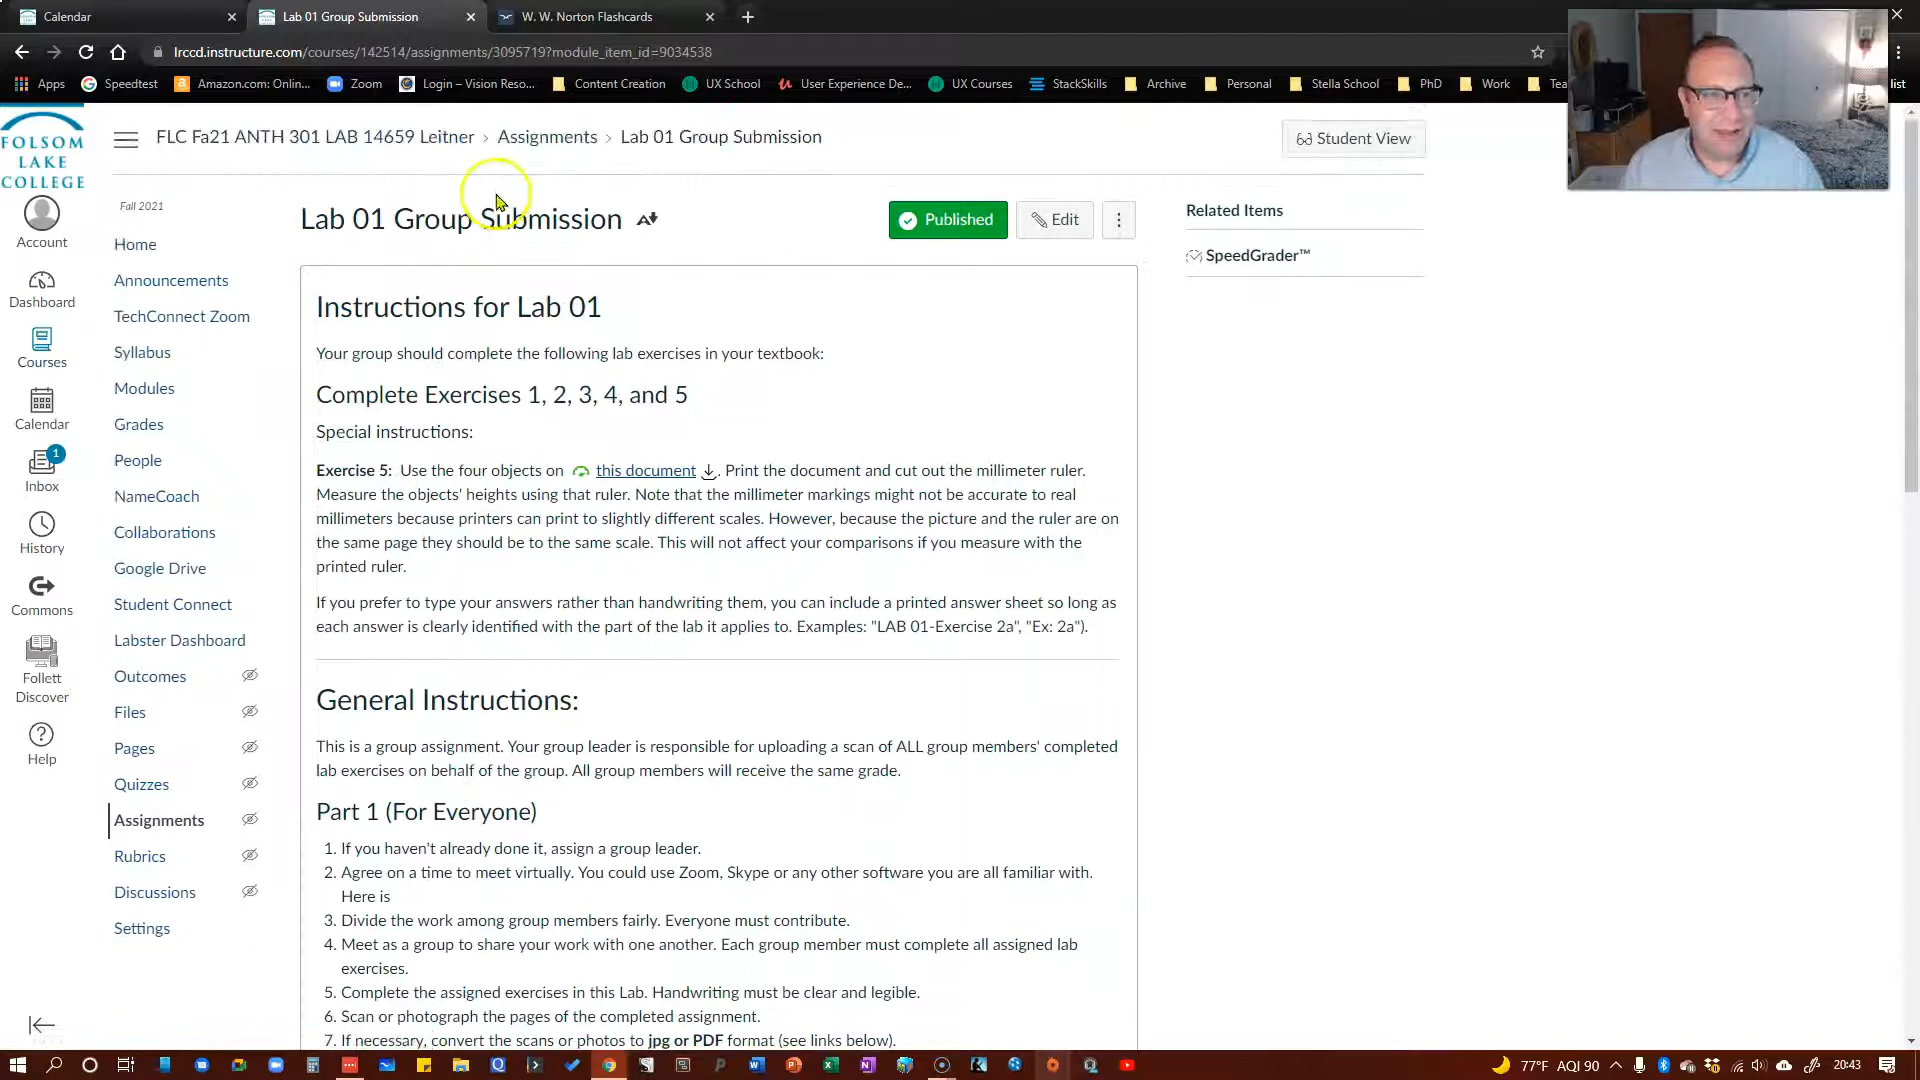 Calendar
Lab 01 Group Submission
W. W. Norton Flashcards
lrccd.instructure.com/courses/142514/assignments/3095719?module_item_id=9034538
Apps
Speedtest
Amazon.com: Onlin...
Zoom
Login – Vision Reso...
Content Creation
UX School
User Experience De...
UX Courses
StackSkills
Archive
Personal
Stella School
PhD
Work
Tea
list
FOLSOM
LAKE
COLLEGE
FLC Fa21 ANTH 301 LAB 14659 Leitner › Assignments › Lab 01 Group Submission
Student View
Account
Dashboard
Courses
Calendar
1
Inbox
History
Commons
Follett
Discover
Help
Fall 2021
Home
Announcements
TechConnect Zoom
Syllabus
Modules
Grades
People
NameCoach
Collaborations
Google Drive
Student Connect
Labster Dashboard
Outcomes
Files
Pages
Quizzes
Assignments
Rubrics
Discussions
Settings
Lab 01 Group Submission
Published
Edit
Related Items
SpeedGrader™
Instructions for Lab 01
Your group should complete the following lab exercises in your textbook:
Complete Exercises 1, 2, 3, 4, and 5
Special instructions:
Exercise 5: Use the four objects on this document. Print the document and cut out the millimeter ruler.
Measure the objects' heights using that ruler. Note that the millimeter markings might not be accurate to real
millimeters because printers can print to slightly different scales. However, because the picture and the ruler are on
the same page they should be to the same scale. This will not affect your comparisons if you measure with the
printed ruler.
If you prefer to type your answers rather than handwriting them, you can include a printed answer sheet so long as
each answer is clearly identified with the part of the lab it applies to. Examples: "LAB 01-Exercise 2a", "Ex: 2a").
General Instructions:
This is a group assignment. Your group leader is responsible for uploading a scan of ALL group members' completed
lab exercises on behalf of the group. All group members will receive the same grade.
Part 1 (For Everyone)
1. If you haven't already done it, assign a group leader.
2. Agree on a time to meet virtually. You could use Zoom, Skype or any other software you are all familiar with.
Here is
3. Divide the work among group members fairly. Everyone must contribute.
4. Meet as a group to share your work with one another. Each group member must complete all assigned lab
exercises.
5. Complete the assigned exercises in this Lab. Handwriting must be clear and legible.
6. Scan or photograph the pages of the completed assignment.
7. If necessary, convert the scans or photos to jpg or PDF format (see links below).
77°F AQI 90
20:43